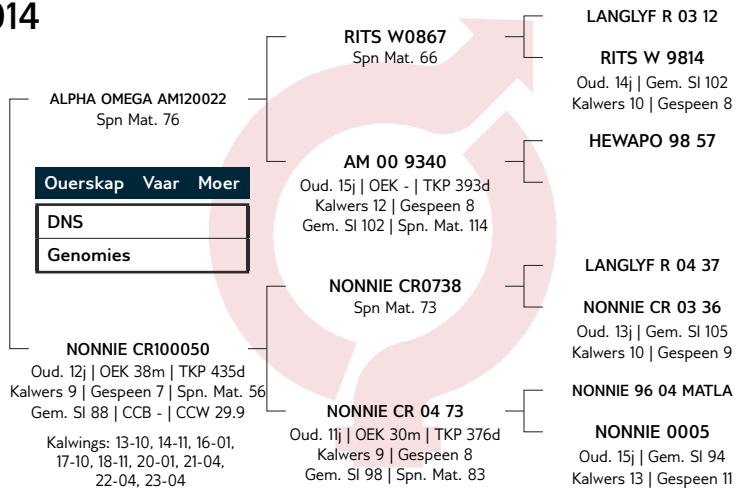 014
ALPHA OMEGA AM120022
Spn Mat. 76
Ouerskap Vaar Moer
DNS
Genomies
NONNIE CR100050
Oud. 12j | OEK 38m | TKP 435d
Kalwers 9 | Gespeen 7 | Spn. Mat. 56
Gem. SI 88 | CCB - | CCW 29.9
Kalwings: 13-10, 14-11, 16-01,
17-10, 18-11, 20-01, 21-04,
22-04, 23-04
RITS W0867
Spn Mat. 66
AM 00 9340
Oud. 15j | OEK - | TKP 393d
Kalwers 12 | Gespeen 8
Gem. SI 102 | Spn. Mat. 114
NONNIE CR0738
Spn Mat. 73
NONNIE CR 04 73
Oud. 11j | OEK 30m | TKP 376d
Kalwers 9 | Gespeen 8
Gem. SI 98 | Spn. Mat. 83
LANGLYF R 03 12
RITS W 9814
Oud. 14j | Gem. SI 102
Kalwers 10 | Gespeen 8
HEWAPO 98 57
LANGLYF R 04 37
NONNIE CR 03 36
Oud. 13j | Gem. SI 105
Kalwers 10 | Gespeen 9
NONNIE 96 04 MATLA
NONNIE 0005
Oud. 15j | Gem. SI 94
Kalwers 13 | Gespeen 11